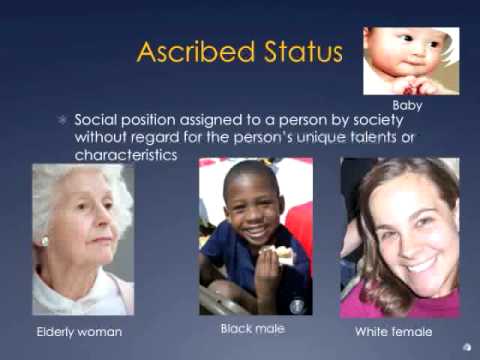 Ascribed Status
Baby
Social position assigned to a person by society
without regard for the person's unique talents or
characteristics
Elderly woman
Black male
White female